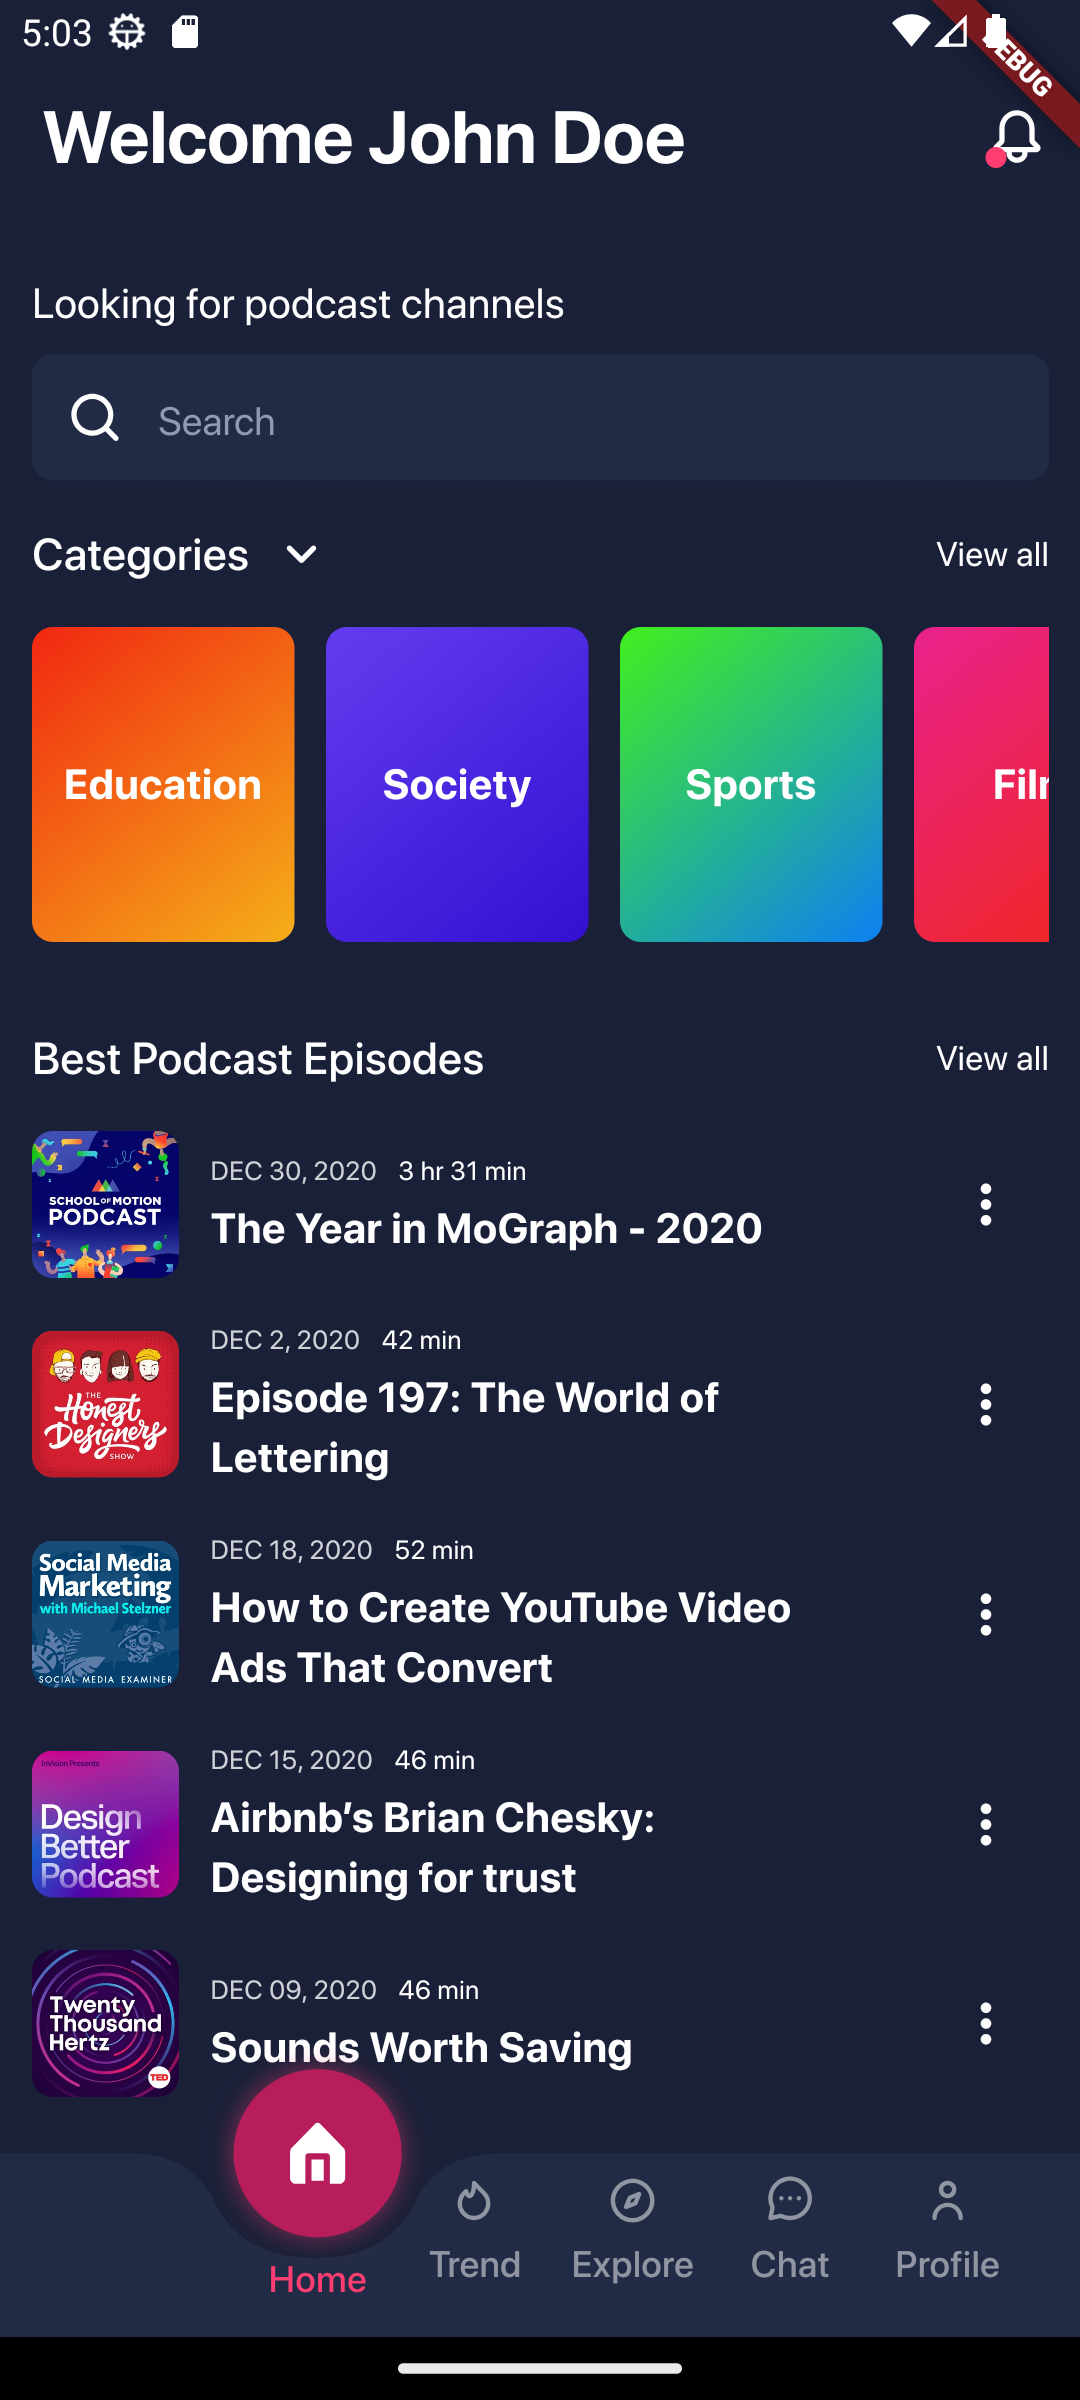 5:03
DEBUG
Welcome John Doe
Looking for podcast channels
Search
Categories
View all
Education
Society
Sports
Best Podcast Episodes
View all
SCHOOL OF MOTION
PODCAST
DEC 30, 2020 3 hr 31 min
The Year in MoGraph - 2020
THE
Honest
Designers
SHOW
DEC 2, 2020 42 min
Episode 197: The World of
Lettering
Social Media
Marketing
with Michael Stelzner
SOCIAL MEDIA EXAMINER
DEC 18, 2020 52 min
How to Create YouTube Video
Ads That Convert
InVision Presents
Design
Better
Podcast
DEC 15, 2020 46 min
Airbnb's Brian Chesky:
Designing for trust
Twenty
Thousand
Hertz
TED
DEC 09, 2020 46 min
Sounds Worth Saving
Home
Trend
Explore
Chat
Profile